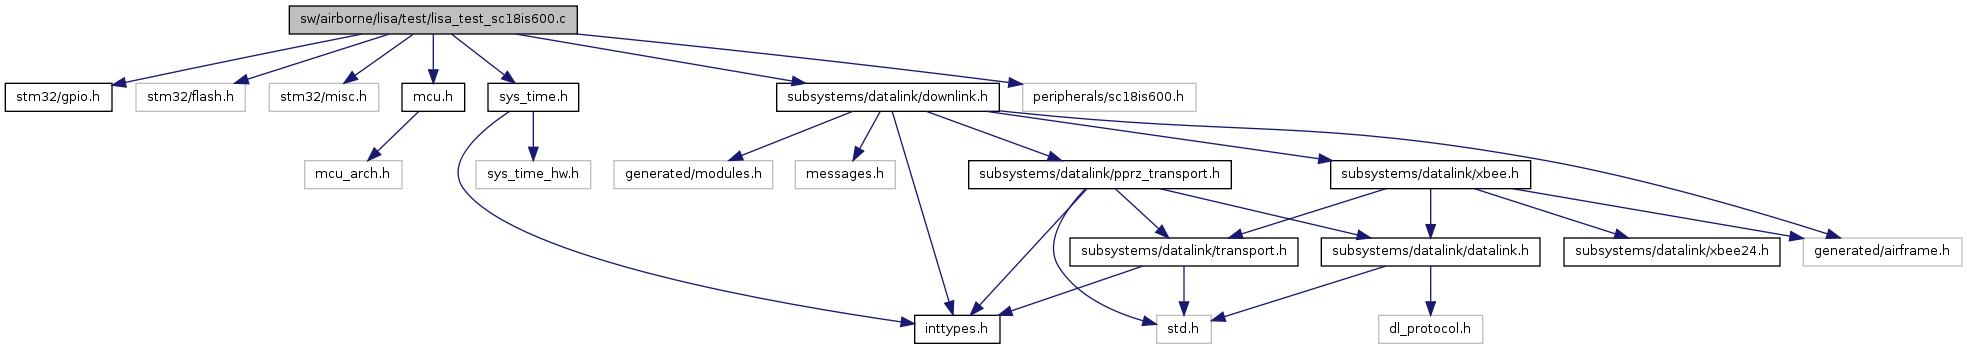 sw/airborne/lisa/test/lisa_test_sc18is600.c
stm32/gpio.h
stm32/flash.h
stm32/misc.h
mcu.h
sys_time.h
subsystems/datalink/downlink.h
peripherals/sc18is600.h
mcu_arch.h
sys_time_hw.h
generated/modules.h
messages.h
subsystems/datalink/pprz_transport.h
subsystems/datalink/xbee.h
subsystems/datalink/transport.h
subsystems/datalink/datalink.h
subsystems/datalink/xbee24.h
generated/airframe.h
inttypes.h
std.h
dl_protocol.h